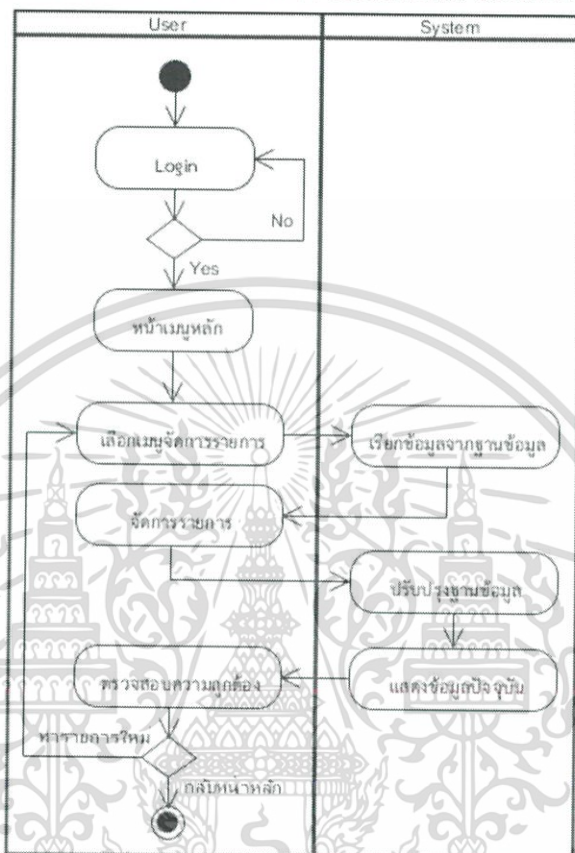 User
System
Login
No
Yes
หน้าเมนูหลัก
เลือกเมนูจัดการรายการ
เรียกข้อมูลจากฐานข้อมูล
จัดการรายการ
ปรับปรุงฐานข้อมูล
ตรวจสอบความถูกต้อง
แสดงข้อมูลปัจจุบัน
ทำรายการใหม่
กลับหน้าหลัก